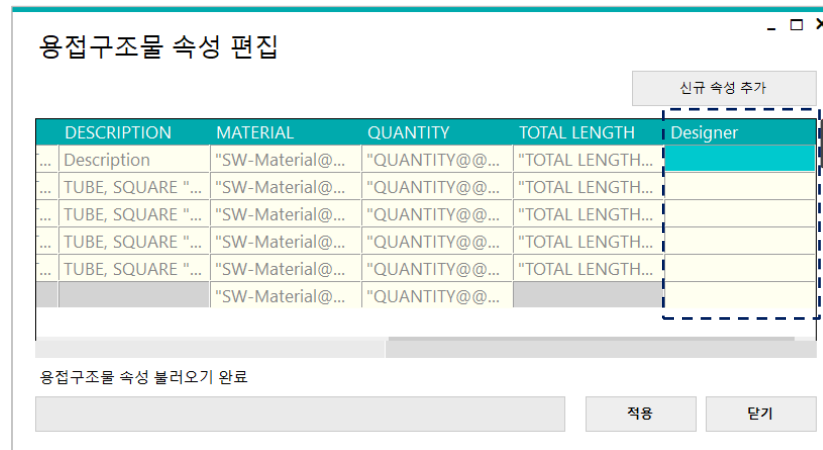 용접구조물 속성 편집
신규 속성 추가
DESCRIPTION MATERIAL QUANTITY TOTAL LENGTH Designer
... Description "SW-Material@... "QUANTITY@@... "TOTAL LENGTH...
... TUBE, SQUARE "... "SW-Material@... "QUANTITY@@... "TOTAL LENGTH...
... TUBE, SQUARE "... "SW-Material@... "QUANTITY@@... "TOTAL LENGTH...
... TUBE, SQUARE "... "SW-Material@... "QUANTITY@@... "TOTAL LENGTH...
... TUBE, SQUARE "... "SW-Material@... "QUANTITY@@... "TOTAL LENGTH...
"SW-Material@... "QUANTITY@@...
용접구조물 속성 불러오기 완료
적용 닫기